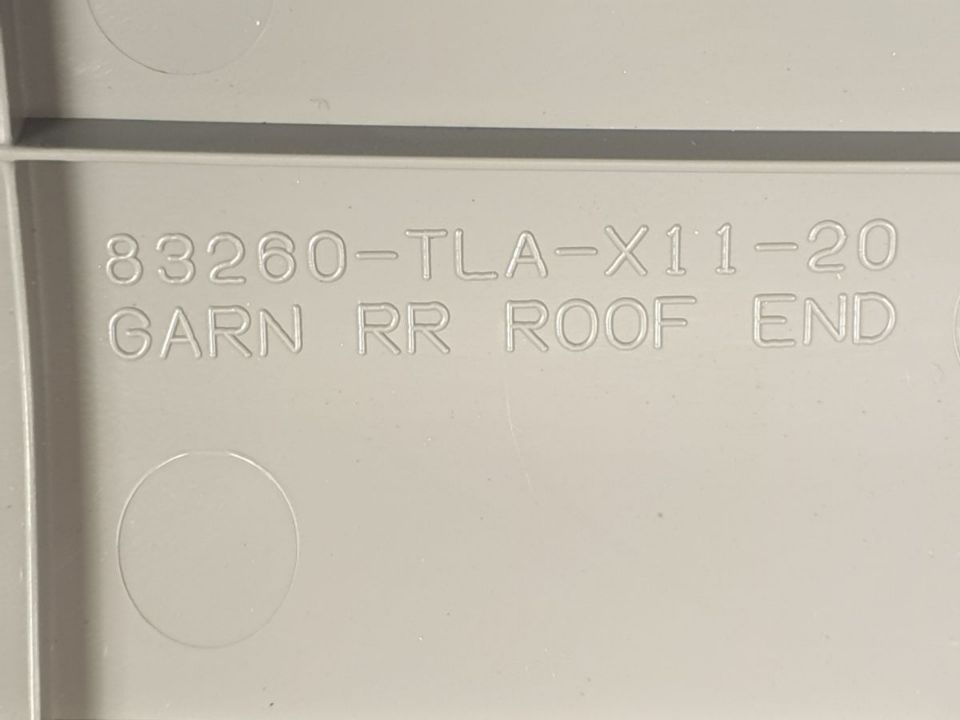 83260-TLA-X11-20
GARN RR ROOF END